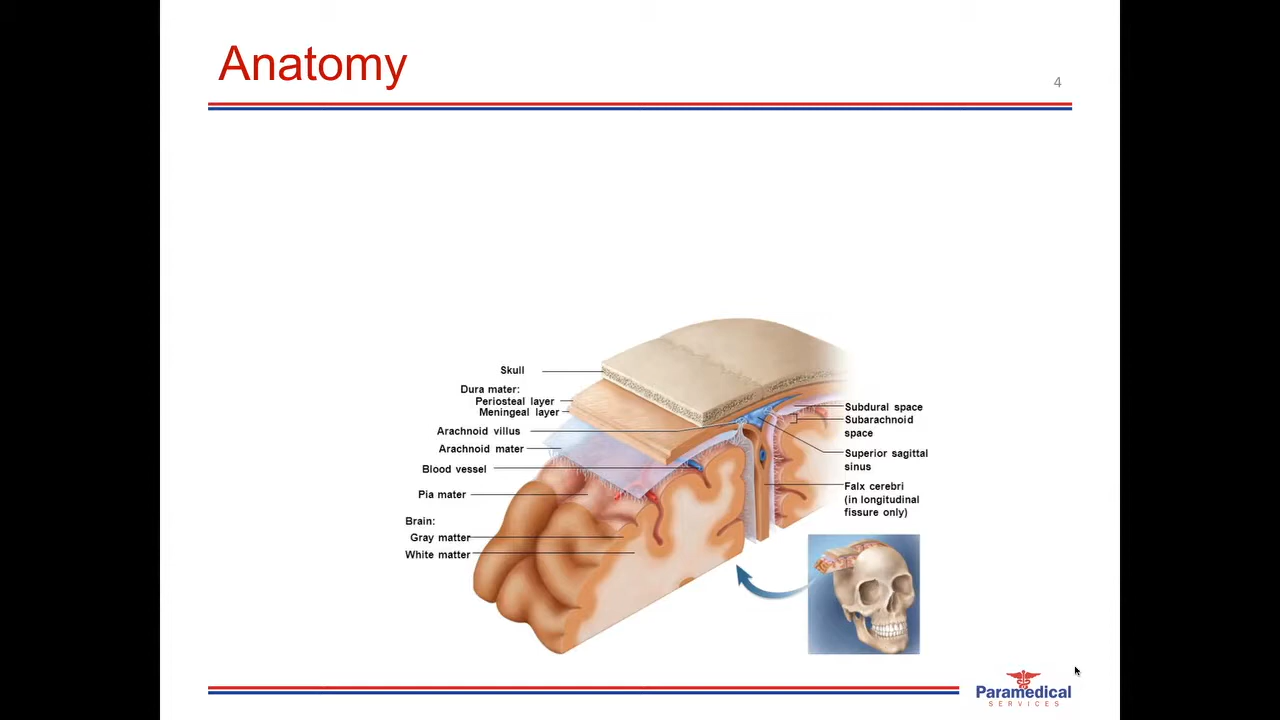 Anatomy
4
Skull
Dura mater:
Periosteal layer
Meningeal layer
Arachnoid villus
Arachnoid mater
Blood vessel
Pia mater
Brain:
Gray matter
White matter
Subdural space
Subarachnoid
space
Superior sagittal
sinus
Falx cerebri
(in longitudinal
fissure only)
Paramedical
SERVICES